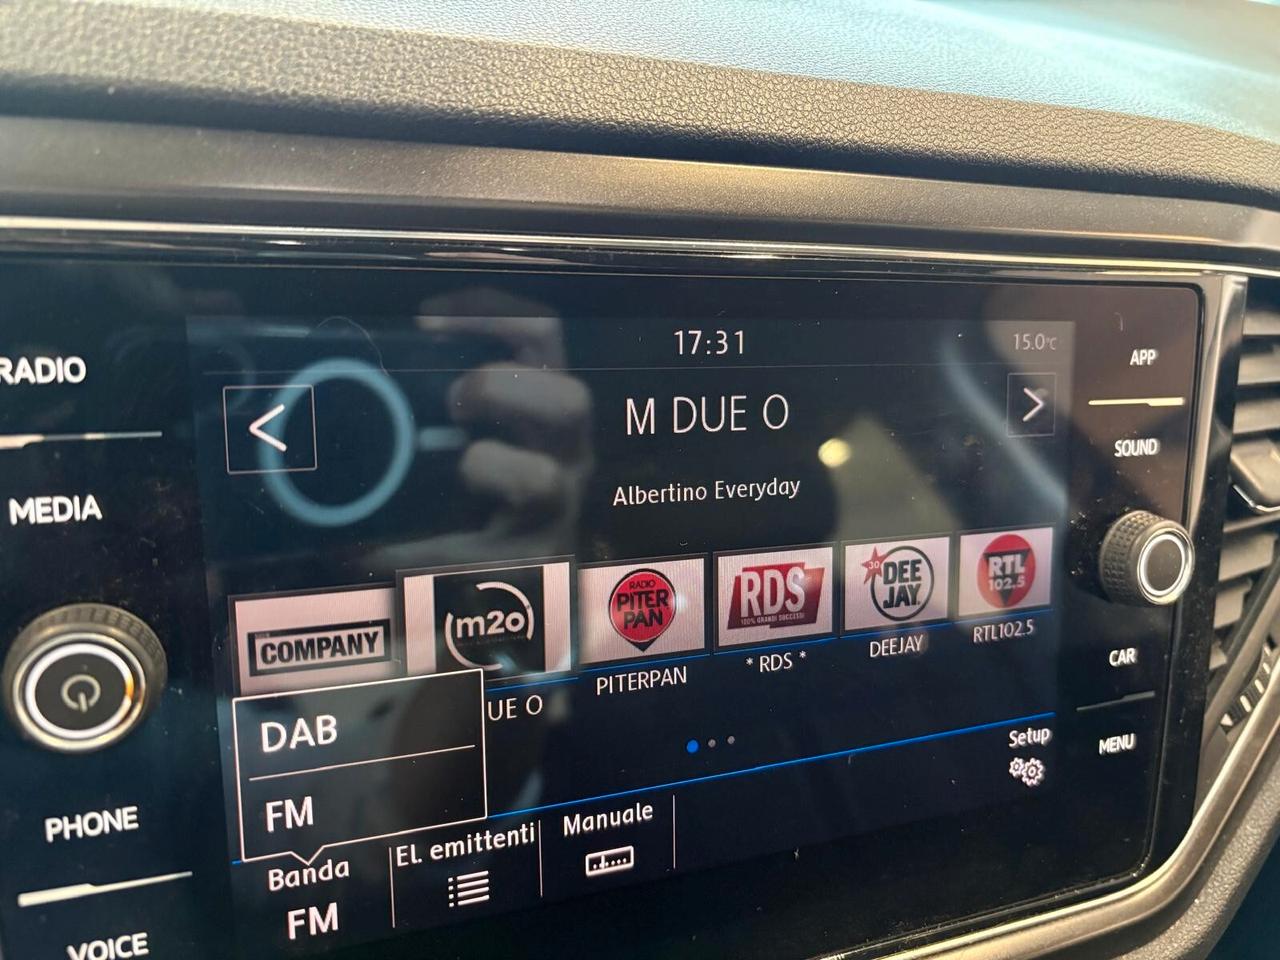 RADIO
MEDIA
PHONE
VOICE
17:31
15.0°C
<
M DUE O
>
Albertino Everyday
COMPANY
m2o
RADIO
PITER
PAN
RDS
100% GRANDI SUCCESSI
30
DEE
JAY.
RTL
102.5
UE O
PITERPAN
* RDS *
DEEJAY
RTL102.5
DAB
FM
Banda
FM
El. emittenti
Manuale
Setup
APP
SOUND
CAR
MENU